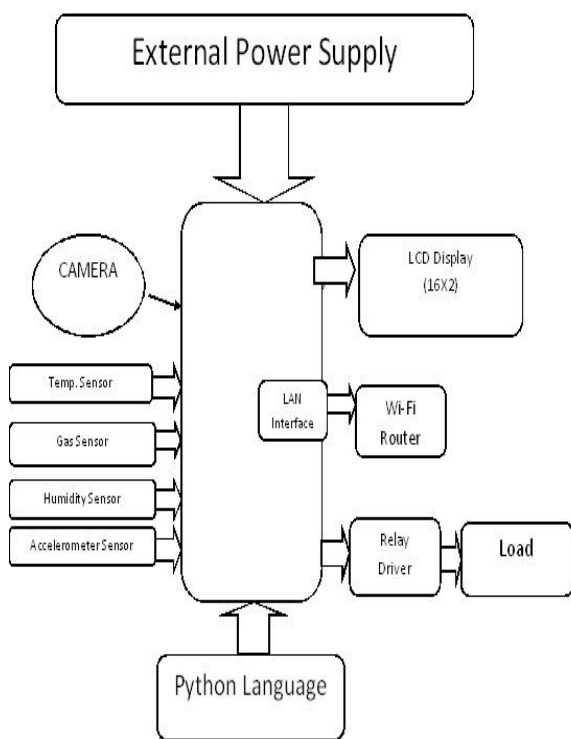 External Power Supply
CAMERA
LCD Display
(16X2)
Temp. Sensor
LAN
Interface
Wi-Fi
Router
Gas Sensor
Humidity Sensor
Accelerometer Sensor
Relay
Driver
Load
Python Language